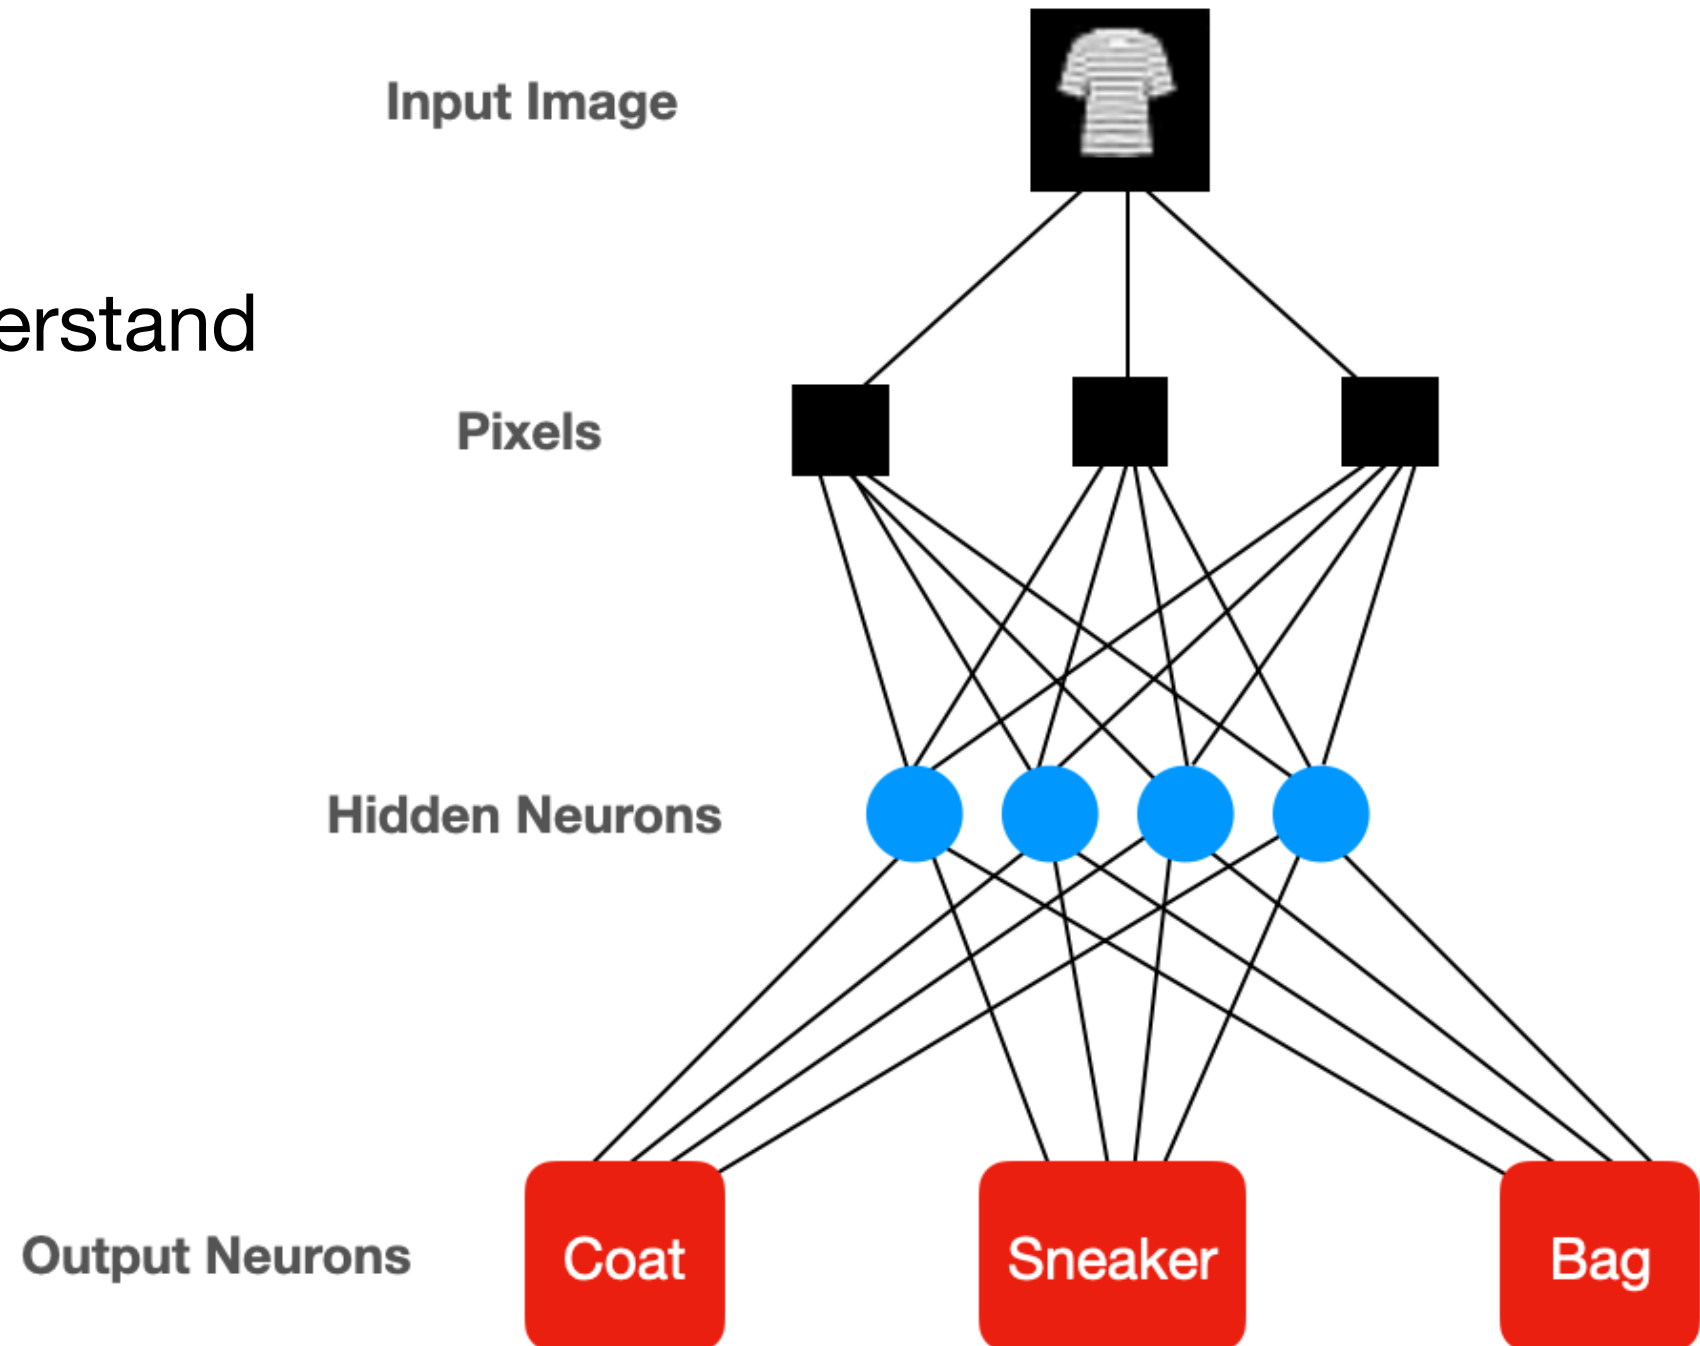 Input Image
erstand
Pixels
Hidden Neurons
Output Neurons
Coat
Sneaker
Bag